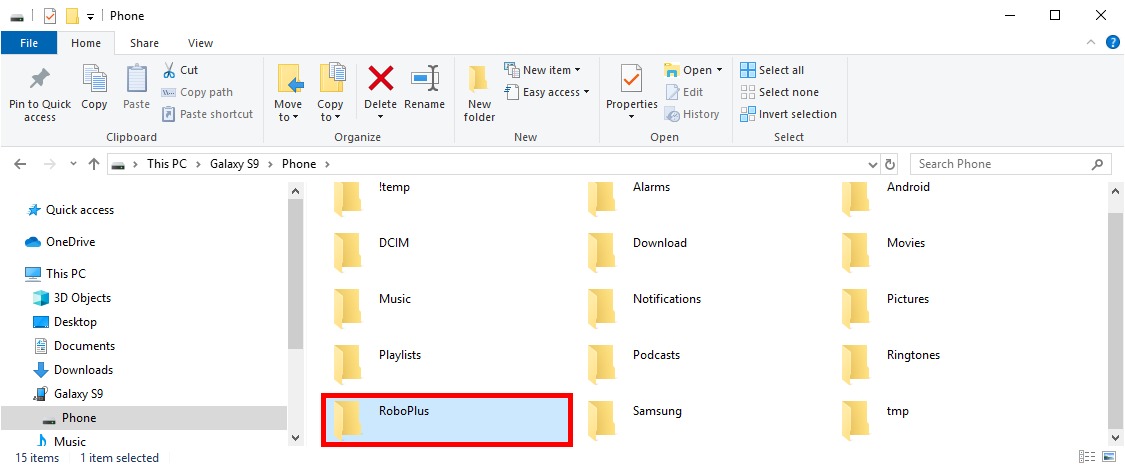 Phone
File Home Share View
Pin to Quick access
Copy
Paste
Cut
Copy path
Paste shortcut
Clipboard
Move to
Copy to
Delete
Rename
Organize
New folder
New item
Easy access
New
Properties
Open
Edit
History
Open
Select all
Select none
Invert selection
Select
This PC > Galaxy S9 > Phone >
Search Phone
Quick access
OneDrive
This PC
3D Objects
Desktop
Documents
Downloads
Galaxy S9
Phone
Music
!temp Alarms Android
DCIM Download Movies
Music Notifications Pictures
Playlists Podcasts Ringtones
RoboPlus Samsung tmp
15 items 1 item selected